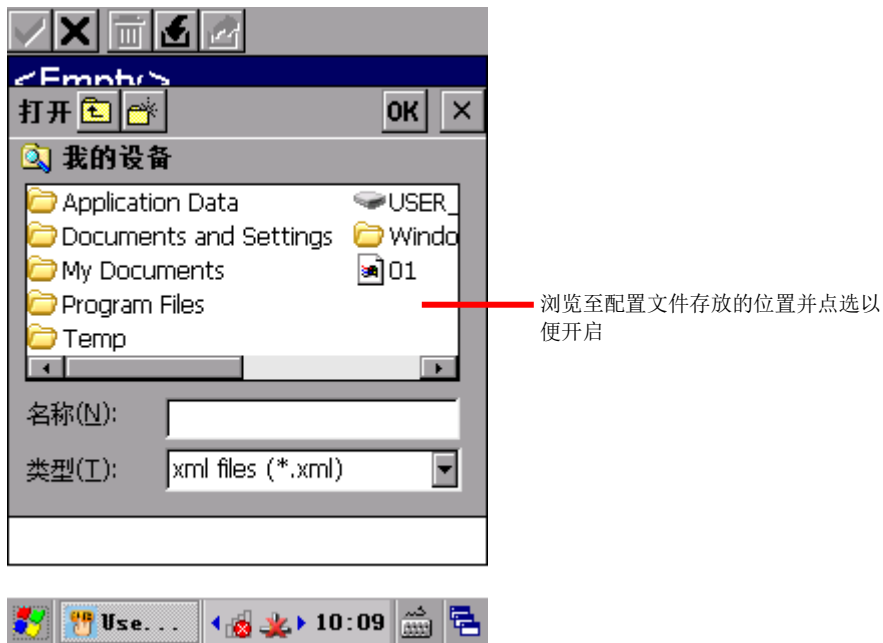 <Empty>
打开 OK ×
我的设备
Application Data USER_
Documents and Settings Windo
My Documents 01
Program Files
Temp
浏览至配置文件存放的位置并点选以
便开启
名称(N):
类型(T): xml files (*.xml)
Use... 10:09